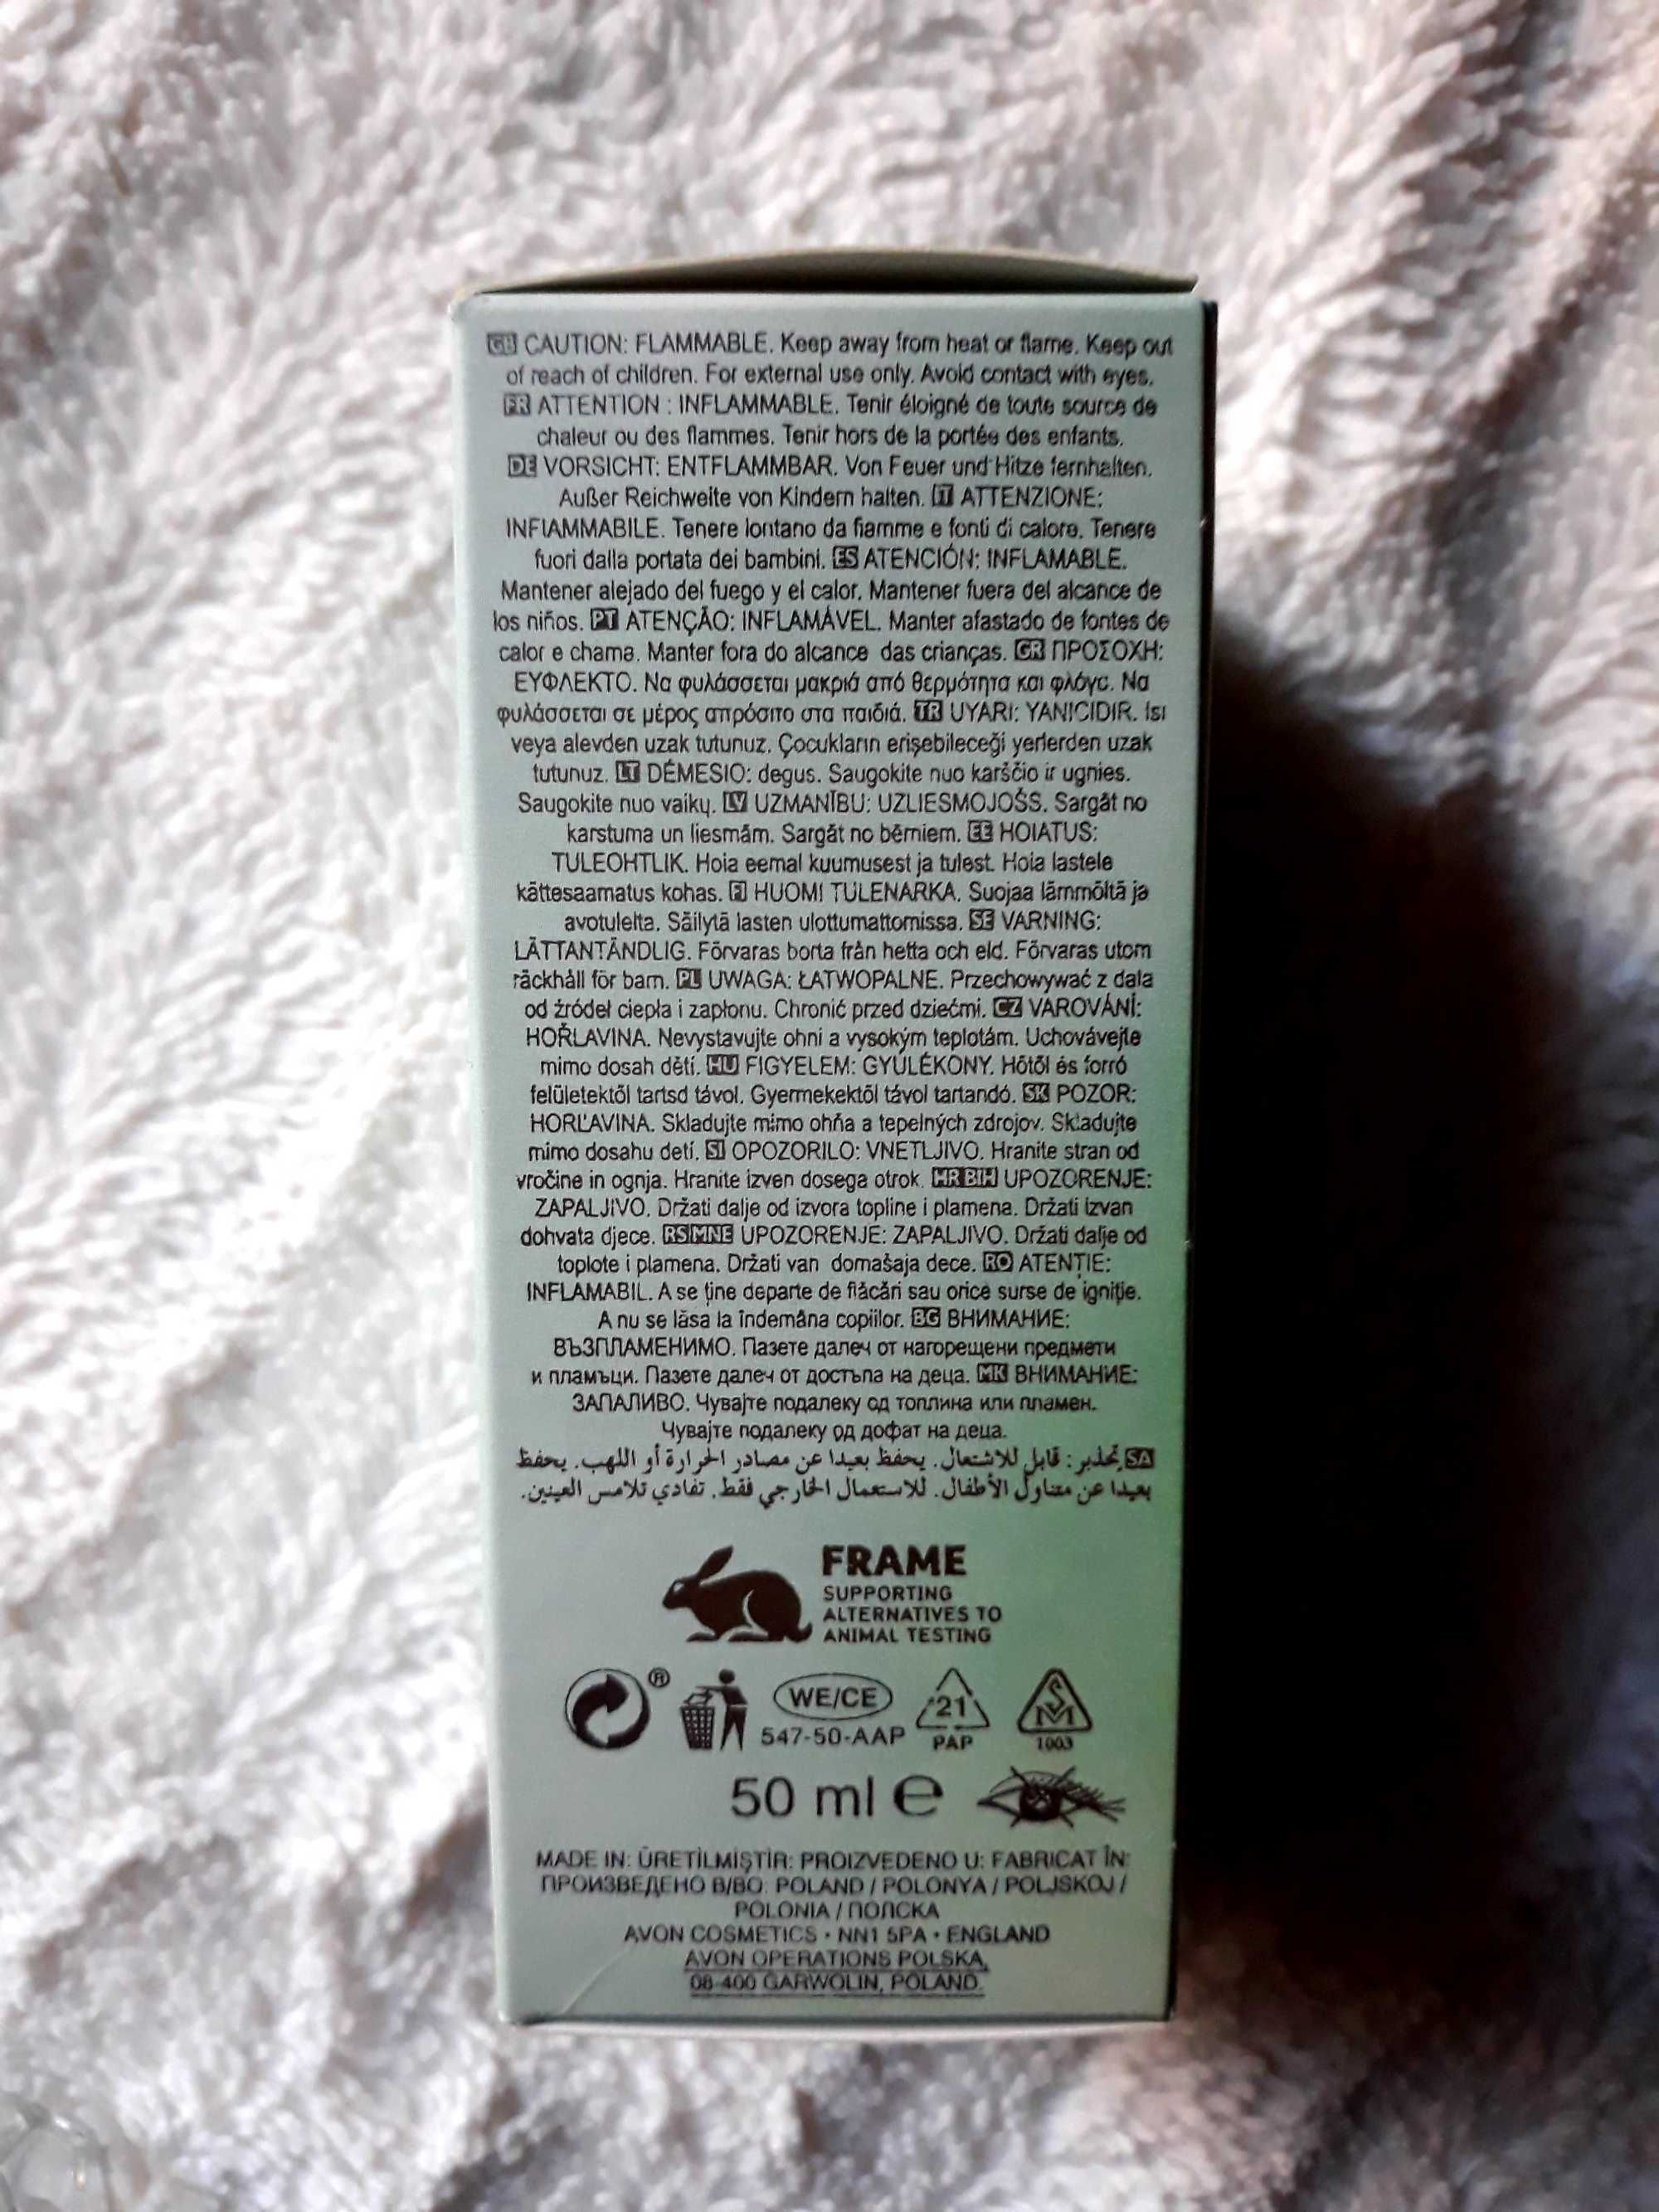 GB CAUTION: FLAMMABLE. Keep away from heat or flame. Keep out
of reach of children. For external use only. Avoid contact with eyes.
FR ATTENTION : INFLAMMABLE. Tenir éloigné de toute source de
chaleur ou des flammes. Tenir hors de la portée des enfants.
DE VORSICHT: ENTFLAMMBAR. Von Feuer und Hitze fernhalten.
Außer Reichweite von Kindern halten. IT ATTENZIONE:
INFIAMMABILE. Tenere lontano da fiamme e fonti di calore. Tenere
fuori dalla portata dei bambini. ES ATENCIÓN: INFLAMABLE.
Mantener alejado del fuego y el calor. Mantener fuera del alcance de
los niños. PT ATENÇÃO: INFLAMÁVEL. Manter afastado de fontes de
calor e chama. Manter fora do alcance das crianças. GR ΠΡΟΣΟΧΗ:
ΕΥΦΛΕΚΤΟ. Να φυλάσσεται μακριά από θερμότητα και φλόγα. Να
φυλάσσεται σε μέρος απρόσιτο στα παιδιά. TR UYARI: YANICIDIR. Isı
veya alevden uzak tutunuz. Çocukların erişebileceği yerlerden uzak
tutunuz. LT DĖMESIO: degus. Saugokite nuo karščio ir ugnies.
Saugokite nuo vaikų. LV UZMANĪBU: UZLIESMOJOŠS. Sargāt no
karstuma un liesmām. Sargāt no bērniem. EE HOIATUS:
TULEOHTLIK. Hoia eemal kuumusest ja tulest. Hoia lastele
kättesaamatus kohas. FI HUOM! TULENARKA. Suojaa lämmöltä ja
avotulelta. Säilytä lasten ulottumattomissa. SE VARNING:
LÄTTANTÄNDLIG. Förvaras borta från hetta och eld. Förvaras utom
räckhåll för barn. PL UWAGA: ŁATWOPALNE. Przechowywać z dala
od źródeł ciepła i zapłonu. Chronić przed dziećmi. CZ VAROVÁNÍ:
HOŘLAVINA. Nevystavujte ohni a vysokým teplotám. Uchovávejte
mimo dosah dětí. HU FIGYELEM: GYÚLÉKONY. Hőtől és forró
felületektől tartsd távol. Gyermekektől távol tartandó. SK POZOR:
HORĽAVINA. Skladujte mimo ohňa a tepelných zdrojov. Skladujte
mimo dosahu detí. SI OPOZORILO: VNETLJIVO. Hranite stran od
vročine in ognja. Hranite izven dosega otrok. HR BIH UPOZORENJE:
ZAPALJIVO. Držati dalje od izvora topline i plamena. Držati izvan
dohvata djece. RS MNE UPOZORENJE: ZAPALJIVO. Držati dalje od
toplote i plamena. Držati van domašaja dece. RO ATENȚIE:
INFLAMABIL. A se ține departe de flăcări sau orice surse de igniție.
A nu se lăsa la îndemâna copiilor. BG ВНИМАНИЕ:
ВЪЗПЛАМЕНИМО. Пазете далеч от нагорещени предмети
и пламъци. Пазете далеч от достъпа на деца. MK ВНИМАНИЕ:
ЗАПАЛИВО. Чувајте подалеку од топлина или пламен.
Чувајте подалеку од дофат на деца.
SA تحذير: قابل للاشتعال. يحفظ بعيدا عن مصادر الحرارة أو اللهب. يحفظ
بعيدا عن متناول الأطفال. للاستعمال الخارجي فقط. تفادي تلامس العينين.
FRAME
SUPPORTING
ALTERNATIVES TO
ANIMAL TESTING
® WE/CE 21 SM
547-50-AAP PAP 1003
50 ml e
MADE IN: ÜRETİLMİŞTİR: PROIZVEDENO U: FABRICAT ÎN:
ПРОИЗВЕДЕНО В/ВО: POLAND / POLONYA / POLJSKOJ /
POLONIA / ПОЛСКА
AVON COSMETICS • NN1 5PA • ENGLAND
AVON OPERATIONS POLSKA,
08-400 GARWOLIN, POLAND.